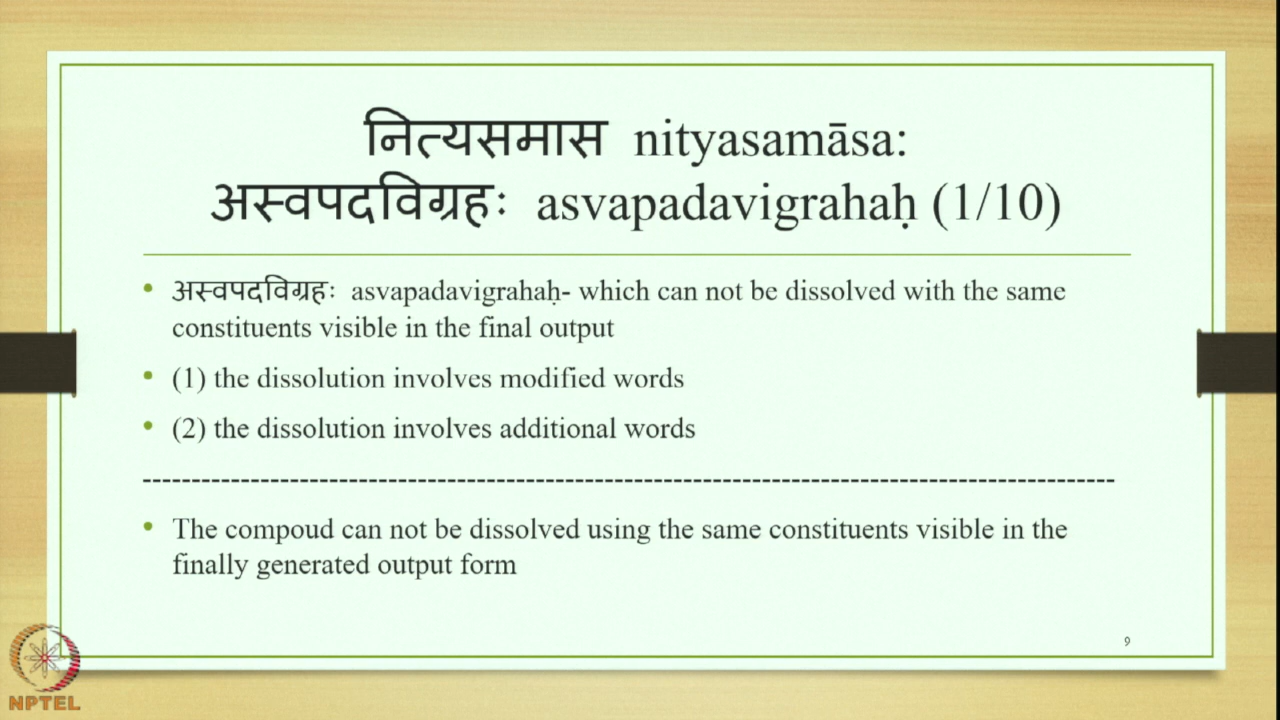 नित्यसमास nityasamāsa:
अस्वपदविग्रहः asvapadavigrahaḥ (1/10)
• अस्वपदविग्रहः asvapadavigrahaḥ- which can not be dissolved with the same
constituents visible in the final output
• (1) the dissolution involves modified words
• (2) the dissolution involves additional words
----------------------------------------------------------------------------------------------------
• The compoud can not be dissolved using the same constituents visible in the
finally generated output form
9
NPTEL